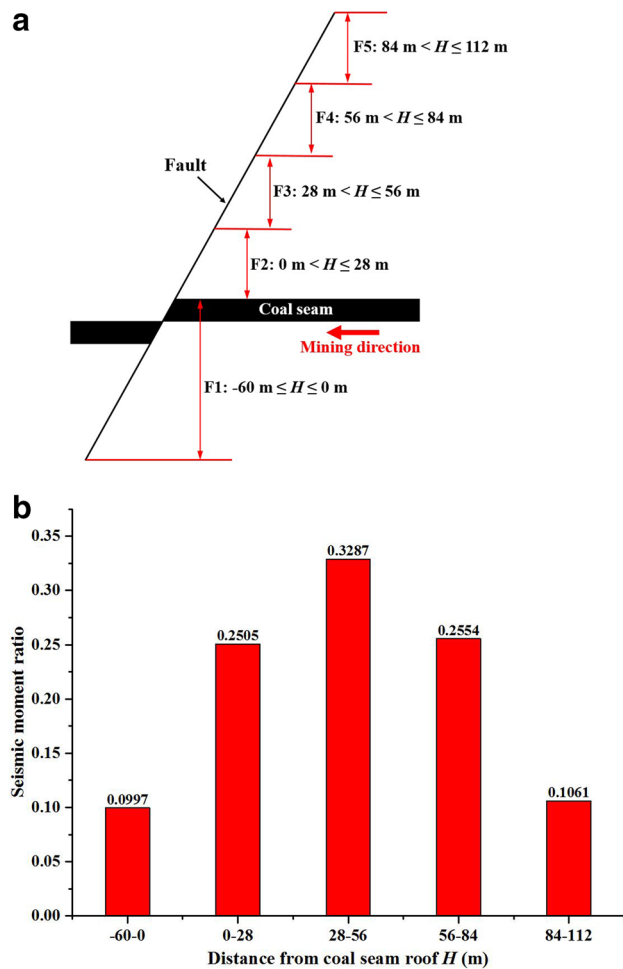 a
F5: 84 m < H ≤ 112 m
F4: 56 m < H ≤ 84 m
Fault
F3: 28 m < H ≤ 56 m
F2: 0 m < H ≤ 28 m
Coal seam
Mining direction
F1: -60 m ≤ H ≤ 0 m
b
0.35
0.30
0.25
0.20
0.15
0.10
0.05
0.00
Seismic moment ratio
0.0997
0.2505
0.3287
0.2554
0.1061
-60-0
0-28
28-56
56-84
84-112
Distance from coal seam roof H (m)